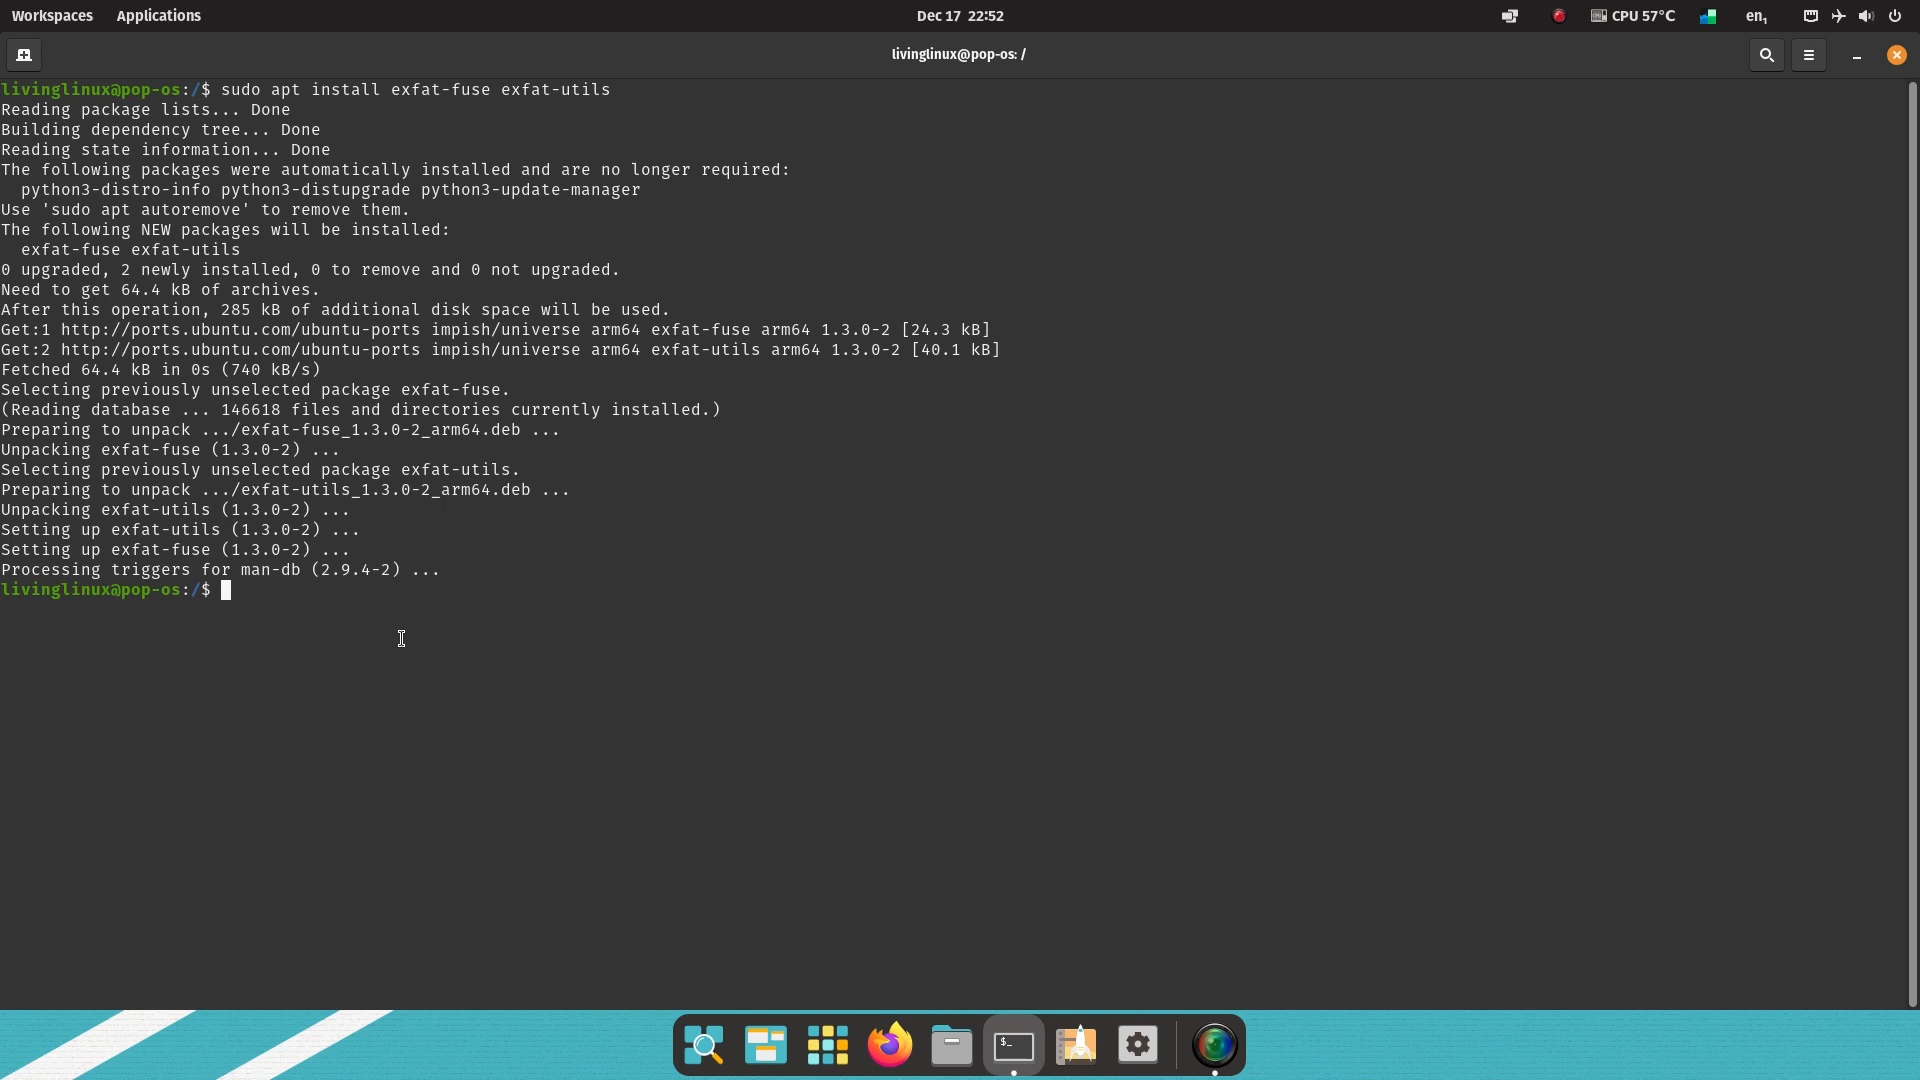 Workspaces Applications Dec 17 22:52 CPU 57°C en₁
livinglinux@pop-os: /
livinglinux@pop-os:/$ sudo apt install exfat-fuse exfat-utils
Reading package lists... Done
Building dependency tree... Done
Reading state information... Done
The following packages were automatically installed and are no longer required:
  python3-distro-info python3-distupgrade python3-update-manager
Use 'sudo apt autoremove' to remove them.
The following NEW packages will be installed:
  exfat-fuse exfat-utils
0 upgraded, 2 newly installed, 0 to remove and 0 not upgraded.
Need to get 64.4 kB of archives.
After this operation, 285 kB of additional disk space will be used.
Get:1 http://ports.ubuntu.com/ubuntu-ports impish/universe arm64 exfat-fuse arm64 1.3.0-2 [24.3 kB]
Get:2 http://ports.ubuntu.com/ubuntu-ports impish/universe arm64 exfat-utils arm64 1.3.0-2 [40.1 kB]
Fetched 64.4 kB in 0s (740 kB/s)
Selecting previously unselected package exfat-fuse.
(Reading database ... 146618 files and directories currently installed.)
Preparing to unpack .../exfat-fuse_1.3.0-2_arm64.deb ...
Unpacking exfat-fuse (1.3.0-2) ...
Selecting previously unselected package exfat-utils.
Preparing to unpack .../exfat-utils_1.3.0-2_arm64.deb ...
Unpacking exfat-utils (1.3.0-2) ...
Setting up exfat-utils (1.3.0-2) ...
Setting up exfat-fuse (1.3.0-2) ...
Processing triggers for man-db (2.9.4-2) ...
livinglinux@pop-os:/$
$_